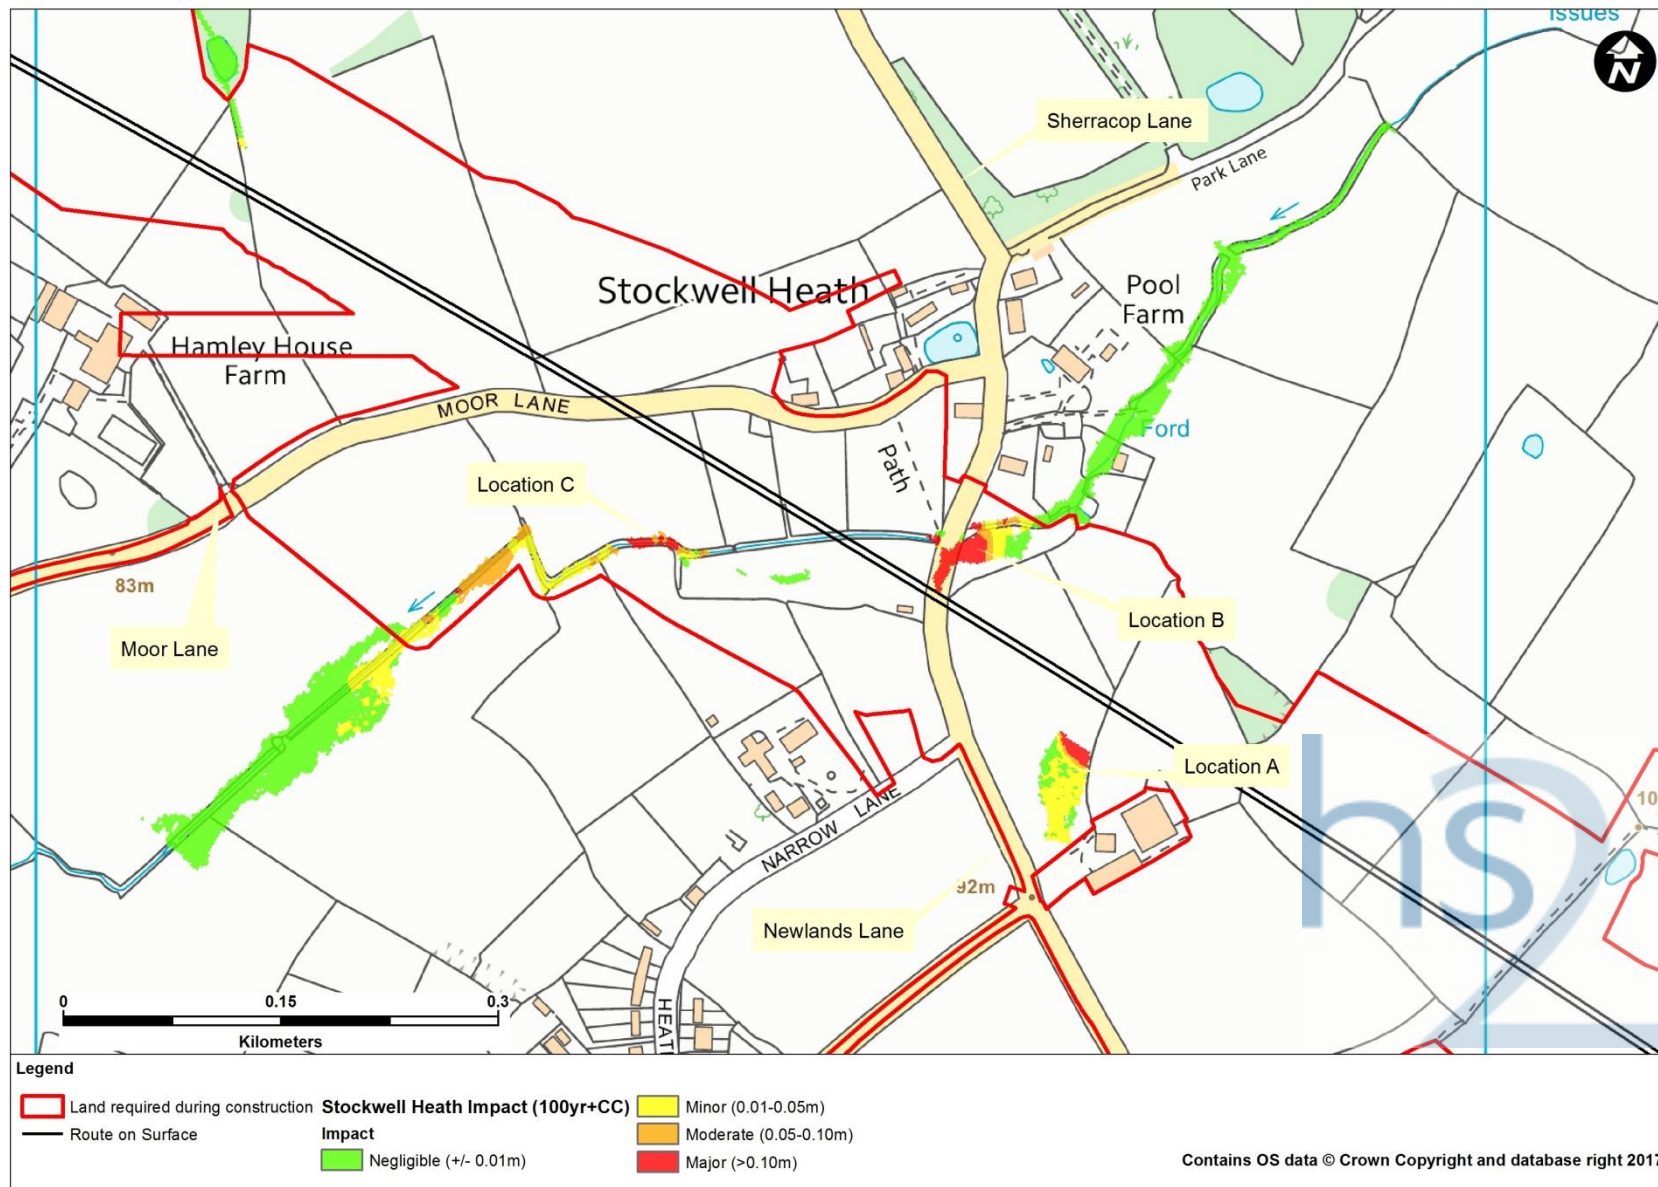 Issues
N
Sherracop Lane
Park Lane
Stockwell Heath
Pool
Farm
Hamley House
Farm
MOOR LANE
Ford
Path
Location C
83m
Location B
Moor Lane
Location A
NARROW LANE
92m
Newlands Lane
HEATH
10
hs2
0 0.15 0.3
Kilometers
Legend
Land required during construction
Route on Surface
Stockwell Heath Impact (100yr+CC)
Impact
Negligible (+/- 0.01m)
Minor (0.01-0.05m)
Moderate (0.05-0.10m)
Major (>0.10m)
Contains OS data © Crown Copyright and database right 2017